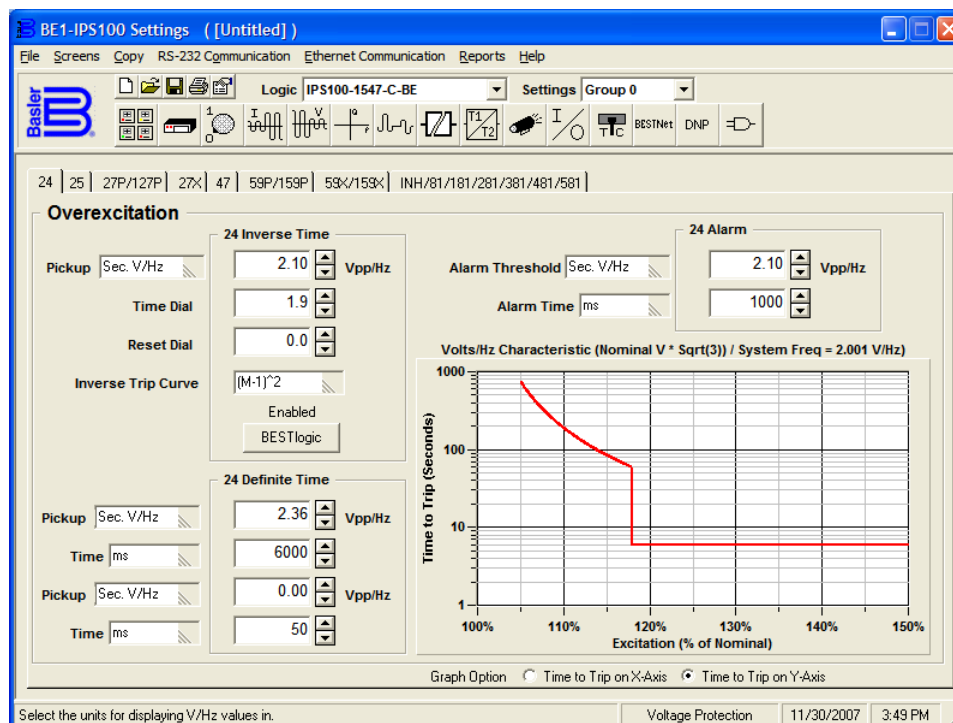 BE1-IPS100 Settings ( [Untitled] )
File Screens Copy RS-232 Communication Ethernet Communication Reports Help
Basler
Logic IPS100-1547-C-BE Settings Group 0
1 0 I V T1 T2 I/O T C BESTNet DNP
24 25 27P/127P 27X 47 59P/159P 59X/159X INH/81/181/281/381/481/581
Overexcitation
24 Inverse Time
Pickup Sec. V/Hz 2.10 Vpp/Hz
Time Dial 1.9
Reset Dial 0.0
Inverse Trip Curve (M-1)^2
Enabled
BESTlogic
24 Alarm
Alarm Threshold Sec. V/Hz 2.10 Vpp/Hz
Alarm Time ms 1000
24 Definite Time
Pickup Sec. V/Hz 2.36 Vpp/Hz
Time ms 6000
Pickup Sec. V/Hz 0.00 Vpp/Hz
Time ms 50
Volts/Hz Characteristic (Nominal V * Sqrt(3)) / System Freq = 2.001 V/Hz)
Time to Trip (Seconds)
1000
100
10
1
100% 110% 120% 130% 140% 150%
Excitation (% of Nominal)
Graph Option Time to Trip on X-Axis Time to Trip on Y-Axis
Select the units for displaying V/Hz values in. Voltage Protection 11/30/2007 3:49 PM